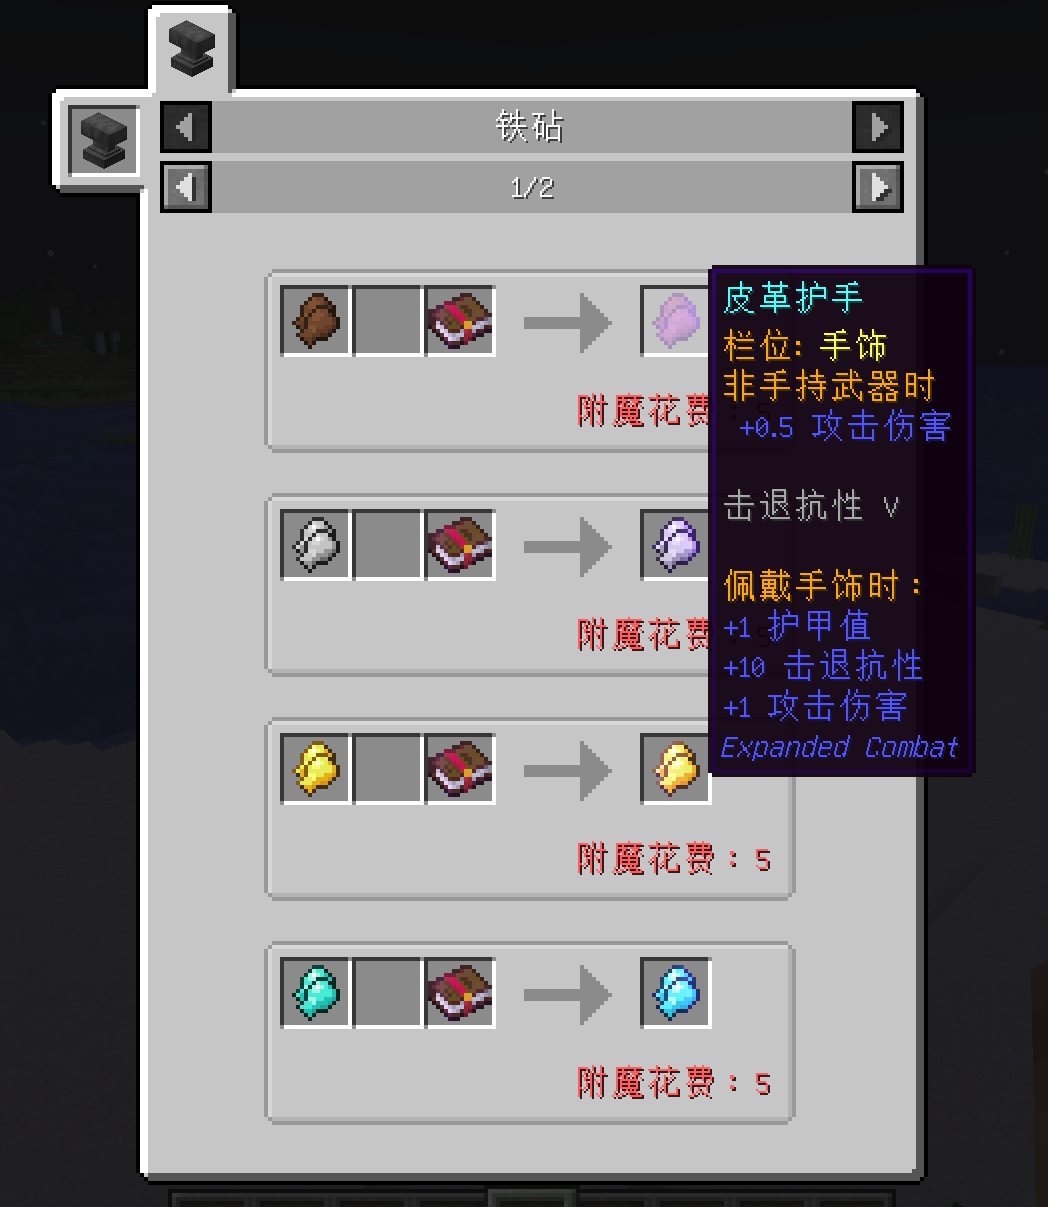 铁砧
1/2
附魔花费：5
皮革护手
栏位: 手饰
非手持武器时
+0.5 攻击伤害
击退抗性 V
佩戴手饰时：
+1 护甲值
+10 击退抗性
+1 攻击伤害
Expanded Combat
附魔花费：5
附魔花费：5
附魔花费：5